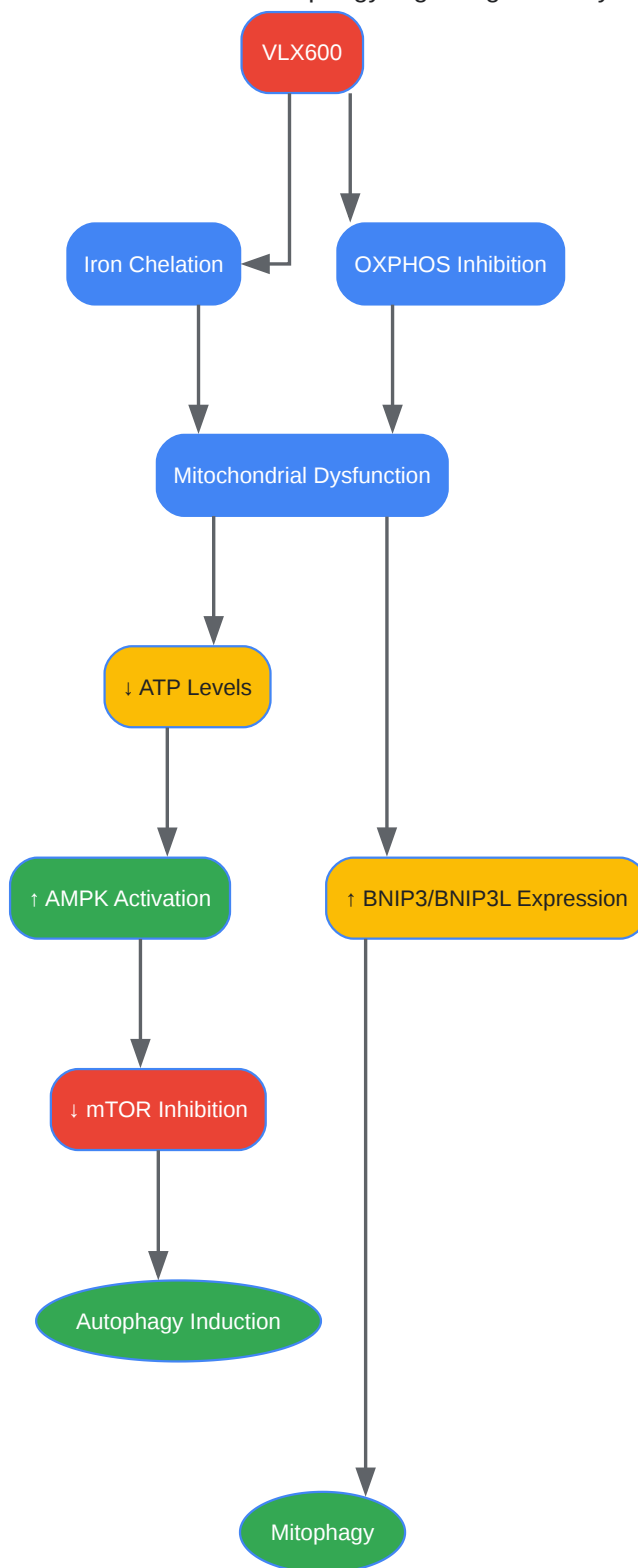 VLX600
Iron Chelation
OXPHOS Inhibition
Mitochondrial Dysfunction
↓ ATP Levels
↑ AMPK Activation
↑ BNIP3/BNIP3L Expression
↓ mTOR Inhibition
Autophagy Induction
Mitophagy